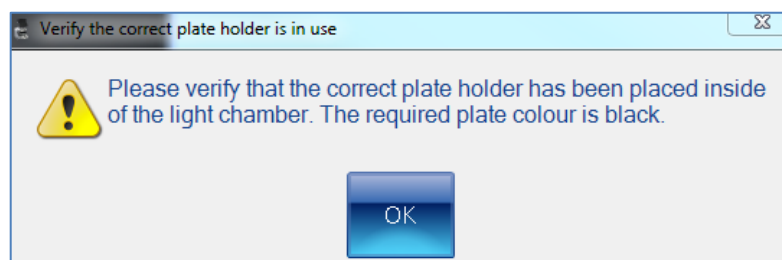 Verify the correct plate holder is in use
Please verify that the correct plate holder has been placed inside
of the light chamber. The required plate colour is black.
OK